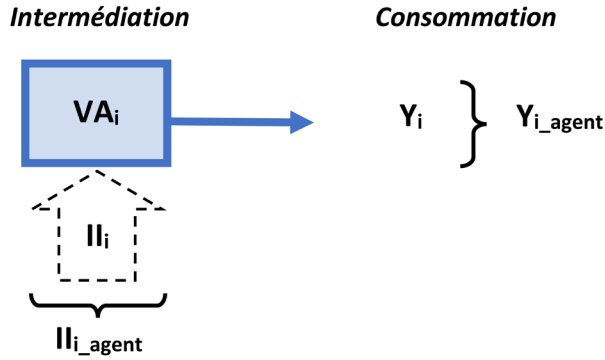 Intermédiation
Consommation
VAi
Yi
Yi_agent
IIi
IIi_agent